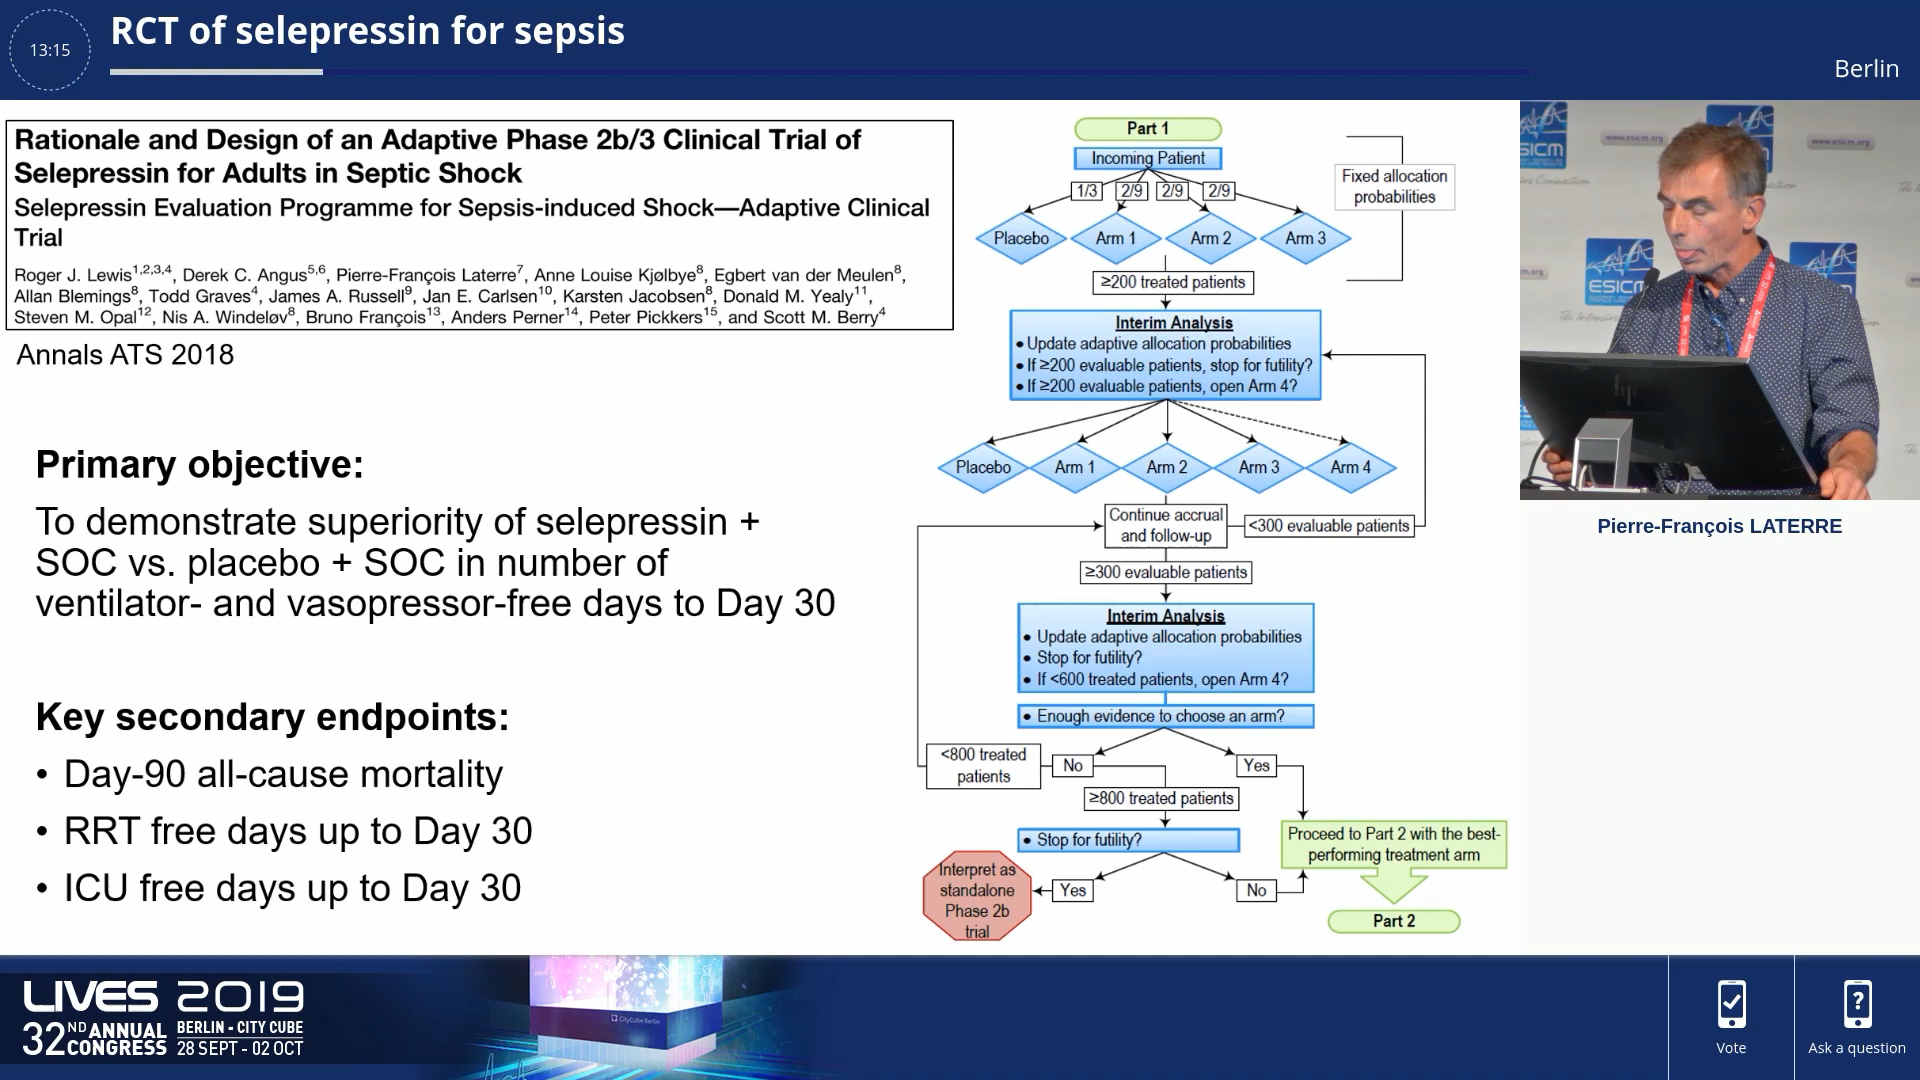 13:15
RCT of selepressin for sepsis
Berlin
Rationale and Design of an Adaptive Phase 2b/3 Clinical Trial of
Selepressin for Adults in Septic Shock
Selepressin Evaluation Programme for Sepsis-induced Shock—Adaptive Clinical
Trial
Roger J. Lewis1,2,3,4, Derek C. Angus5,6, Pierre-François Laterre7, Anne Louise Kjølbye8, Egbert van der Meulen8,
Allan Blemings8, Todd Graves4, James A. Russell9, Jan E. Carlsen10, Karsten Jacobsen8, Donald M. Yealy11,
Steven M. Opal12, Nis A. Windeløv8, Bruno François13, Anders Perner14, Peter Pickkers15, and Scott M. Berry4
Annals ATS 2018
Primary objective:
To demonstrate superiority of selepressin +
SOC vs. placebo + SOC in number of
ventilator- and vasopressor-free days to Day 30
Key secondary endpoints:
• Day-90 all-cause mortality
• RRT free days up to Day 30
• ICU free days up to Day 30
Part 1
Incoming Patient
1/3 2/9 2/9 2/9
Fixed allocation
probabilities
Placebo Arm 1 Arm 2 Arm 3
≥200 treated patients
Interim Analysis
• Update adaptive allocation probabilities
• If ≥200 evaluable patients, stop for futility?
• If ≥200 evaluable patients, open Arm 4?
Placebo Arm 1 Arm 2 Arm 3 Arm 4
Continue accrual
and follow-up
<300 evaluable patients
≥300 evaluable patients
Interim Analysis
• Update adaptive allocation probabilities
• Stop for futility?
• If <600 treated patients, open Arm 4?
• Enough evidence to choose an arm?
<800 treated
patients
No
Yes
≥800 treated patients
• Stop for futility?
Proceed to Part 2 with the best-
performing treatment arm
Interpret as
standalone
Phase 2b
trial
Yes
No
Part 2
www.esicm.org
www.esicm.org
ESICM
Pierre-François LATERRE
LIVES 2019
32ND ANNUAL CONGRESS
BERLIN - CITY CUBE
28 SEPT - 02 OCT
CityCube Berlin
Vote
Ask a question